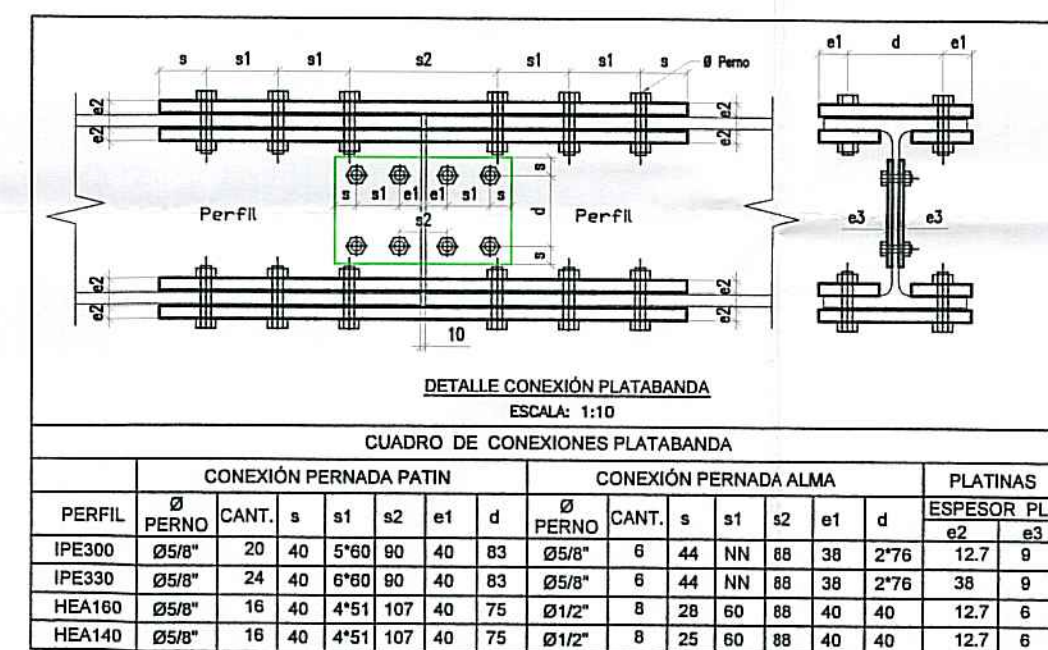 s s1 s1 s2 s1 s1 s Ø Perno e1 d e1
e2 e2
e2 e2
s
s s1 e1 e1 s1 s
Perfil s2 Perfil d e3 e3
s
e2 e2
e2 e2
10
DETALLE CONEXIÓN PLATABANDA
ESCALA: 1:10
CUADRO DE CONEXIONES PLATABANDA
CONEXIÓN PERNADA PATIN CONEXIÓN PERNADA ALMA PLATINAS
PERFIL Ø PERNO CANT. s s1 s2 e1 d Ø PERNO CANT. s s1 s2 e1 d ESPESOR PL
e2 e3
IPE300 Ø5/8" 20 40 5*60 90 40 83 Ø5/8" 6 44 NN 88 38 2*76 12.7 9
IPE330 Ø5/8" 24 40 6*60 90 40 83 Ø5/8" 6 44 NN 88 38 2*76 38 9
HEA160 Ø5/8" 16 40 4*51 107 40 75 Ø1/2" 8 28 60 88 40 40 12.7 6
HEA140 Ø5/8" 16 40 4*51 107 40 75 Ø1/2" 8 25 60 88 40 40 12.7 6